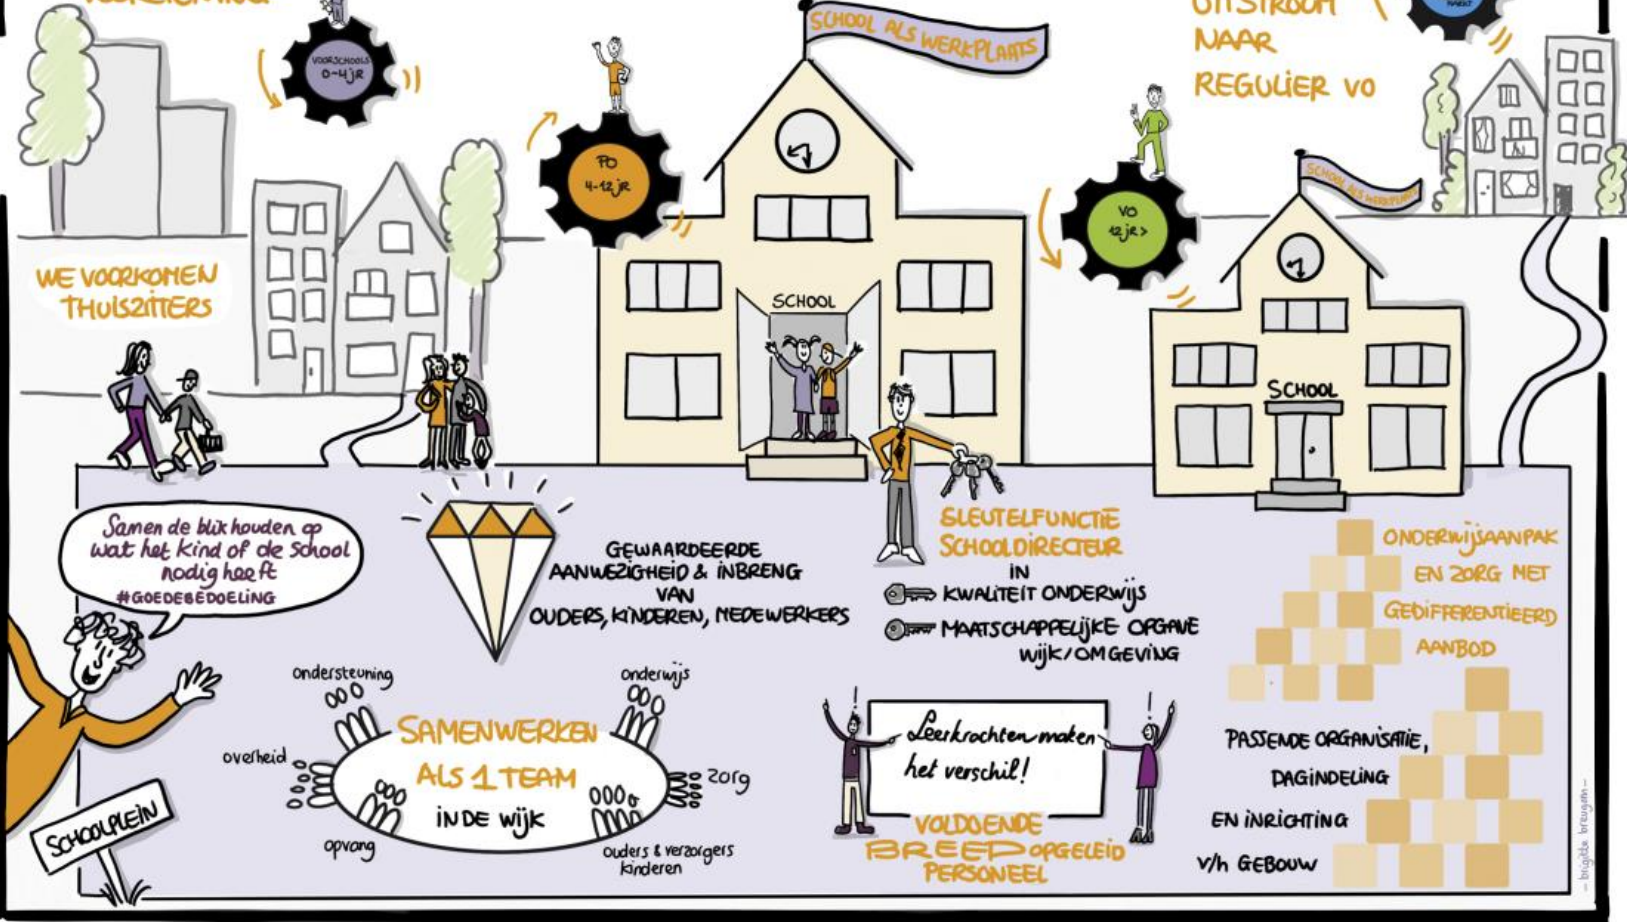 VOORSCHOOLS
0-4 jR
SCHOOL ALS WERKPLAATS
UITSTROOM
NAAR
REGULIER VO
PO
4-12 jR
VO
12 jR >
SCHOOL ALS WERKPLAATS
WE VOORKOMEN
THUISZITTERS
SCHOOL
SCHOOL
Samen de blik houden op
wat het kind of de school
nodig heeft
#GOEDEBEDOELING
GEWAARDEERDE
AANWEZIGHEID & INBRENG
VAN
OUDERS, KINDEREN, MEDEWERKERS
SLEUTELFUNCTIE
SCHOOLDIRECTEUR
IN
KWALITEIT ONDERWIJS
MAATSCHAPPELIJKE OPGAVE
WIJK/OMGEVING
ONDERWIJSAANPAK
EN ZORG MET
GEDIFFERENTIEERD
AANBOD
ondersteuning
onderwijs
overheid
zorg
opvang
ouders & verzorgers
kinderen
SAMENWERKEN
ALS 1 TEAM
IN DE WIJK
Leerkrachten maken
het verschil!
VOLDOENDE
BREED OPGELEID
PERSONEEL
PASSENDE ORGANISATIE,
DAGINDELING
EN INRICHTING
v/h GEBOUW
SCHOOLPLEIN
- brigitte breugom -